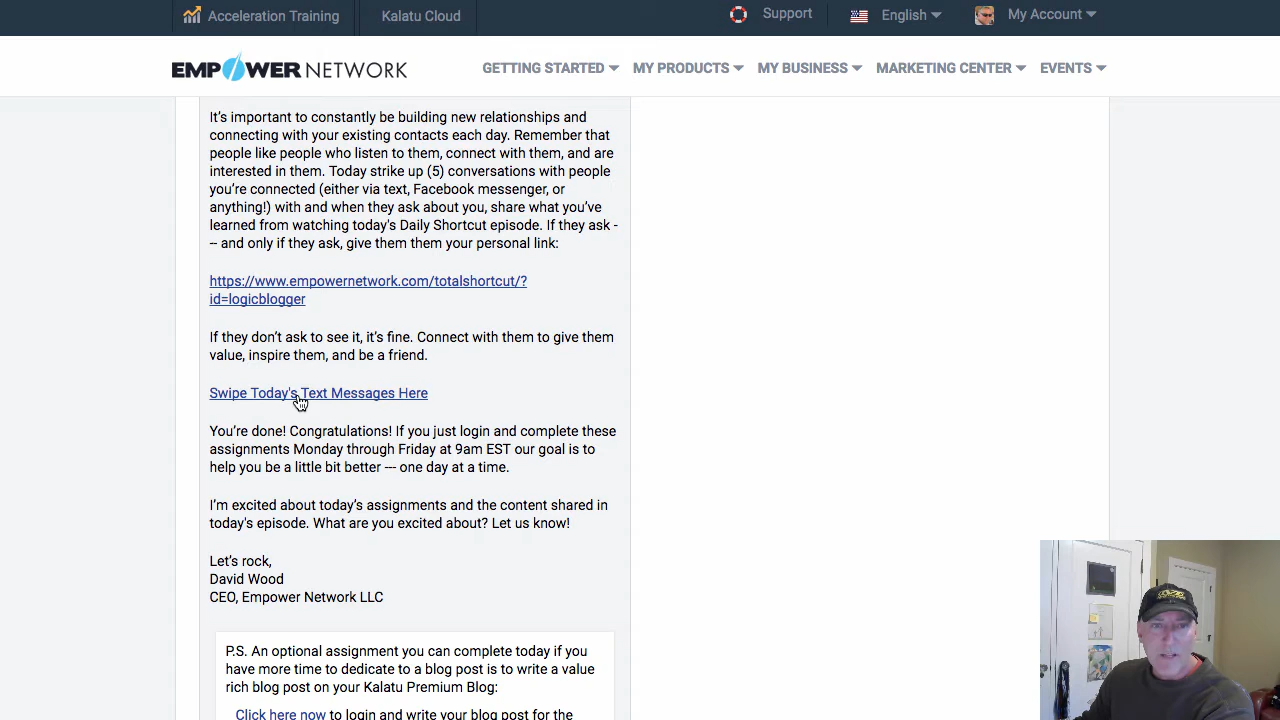 Acceleration Training
Kalatu Cloud
Support
English
My Account
EMPOWER NETWORK
GETTING STARTED
MY PRODUCTS
MY BUSINESS
MARKETING CENTER
EVENTS
It’s important to constantly be building new relationships and
connecting with your existing contacts each day. Remember that
people like people who listen to them, connect with them, and are
interested in them. Today strike up (5) conversations with people
you’re connected (either via text, Facebook messenger, or
anything!) with and when they ask about you, share what you’ve
learned from watching today's Daily Shortcut episode. If they ask -
-- and only if they ask, give them them your personal link:
https://www.empowernetwork.com/totalshortcut/?
id=logicblogger
If they don’t ask to see it, it’s fine. Connect with them to give them
value, inspire them, and be a friend.
Swipe Today's Text Messages Here
You’re done! Congratulations! If you just login and complete these
assignments Monday through Friday at 9am EST our goal is to
help you be a little bit better --- one day at a time.
I’m excited about today’s assignments and the content shared in
today's episode. What are you excited about? Let us know!
Let’s rock,
David Wood
CEO, Empower Network LLC
P.S. An optional assignment you can complete today if you
have more time to dedicate to a blog post is to write a value
rich blog post on your Kalatu Premium Blog:
Click here now to login and write your blog post for the